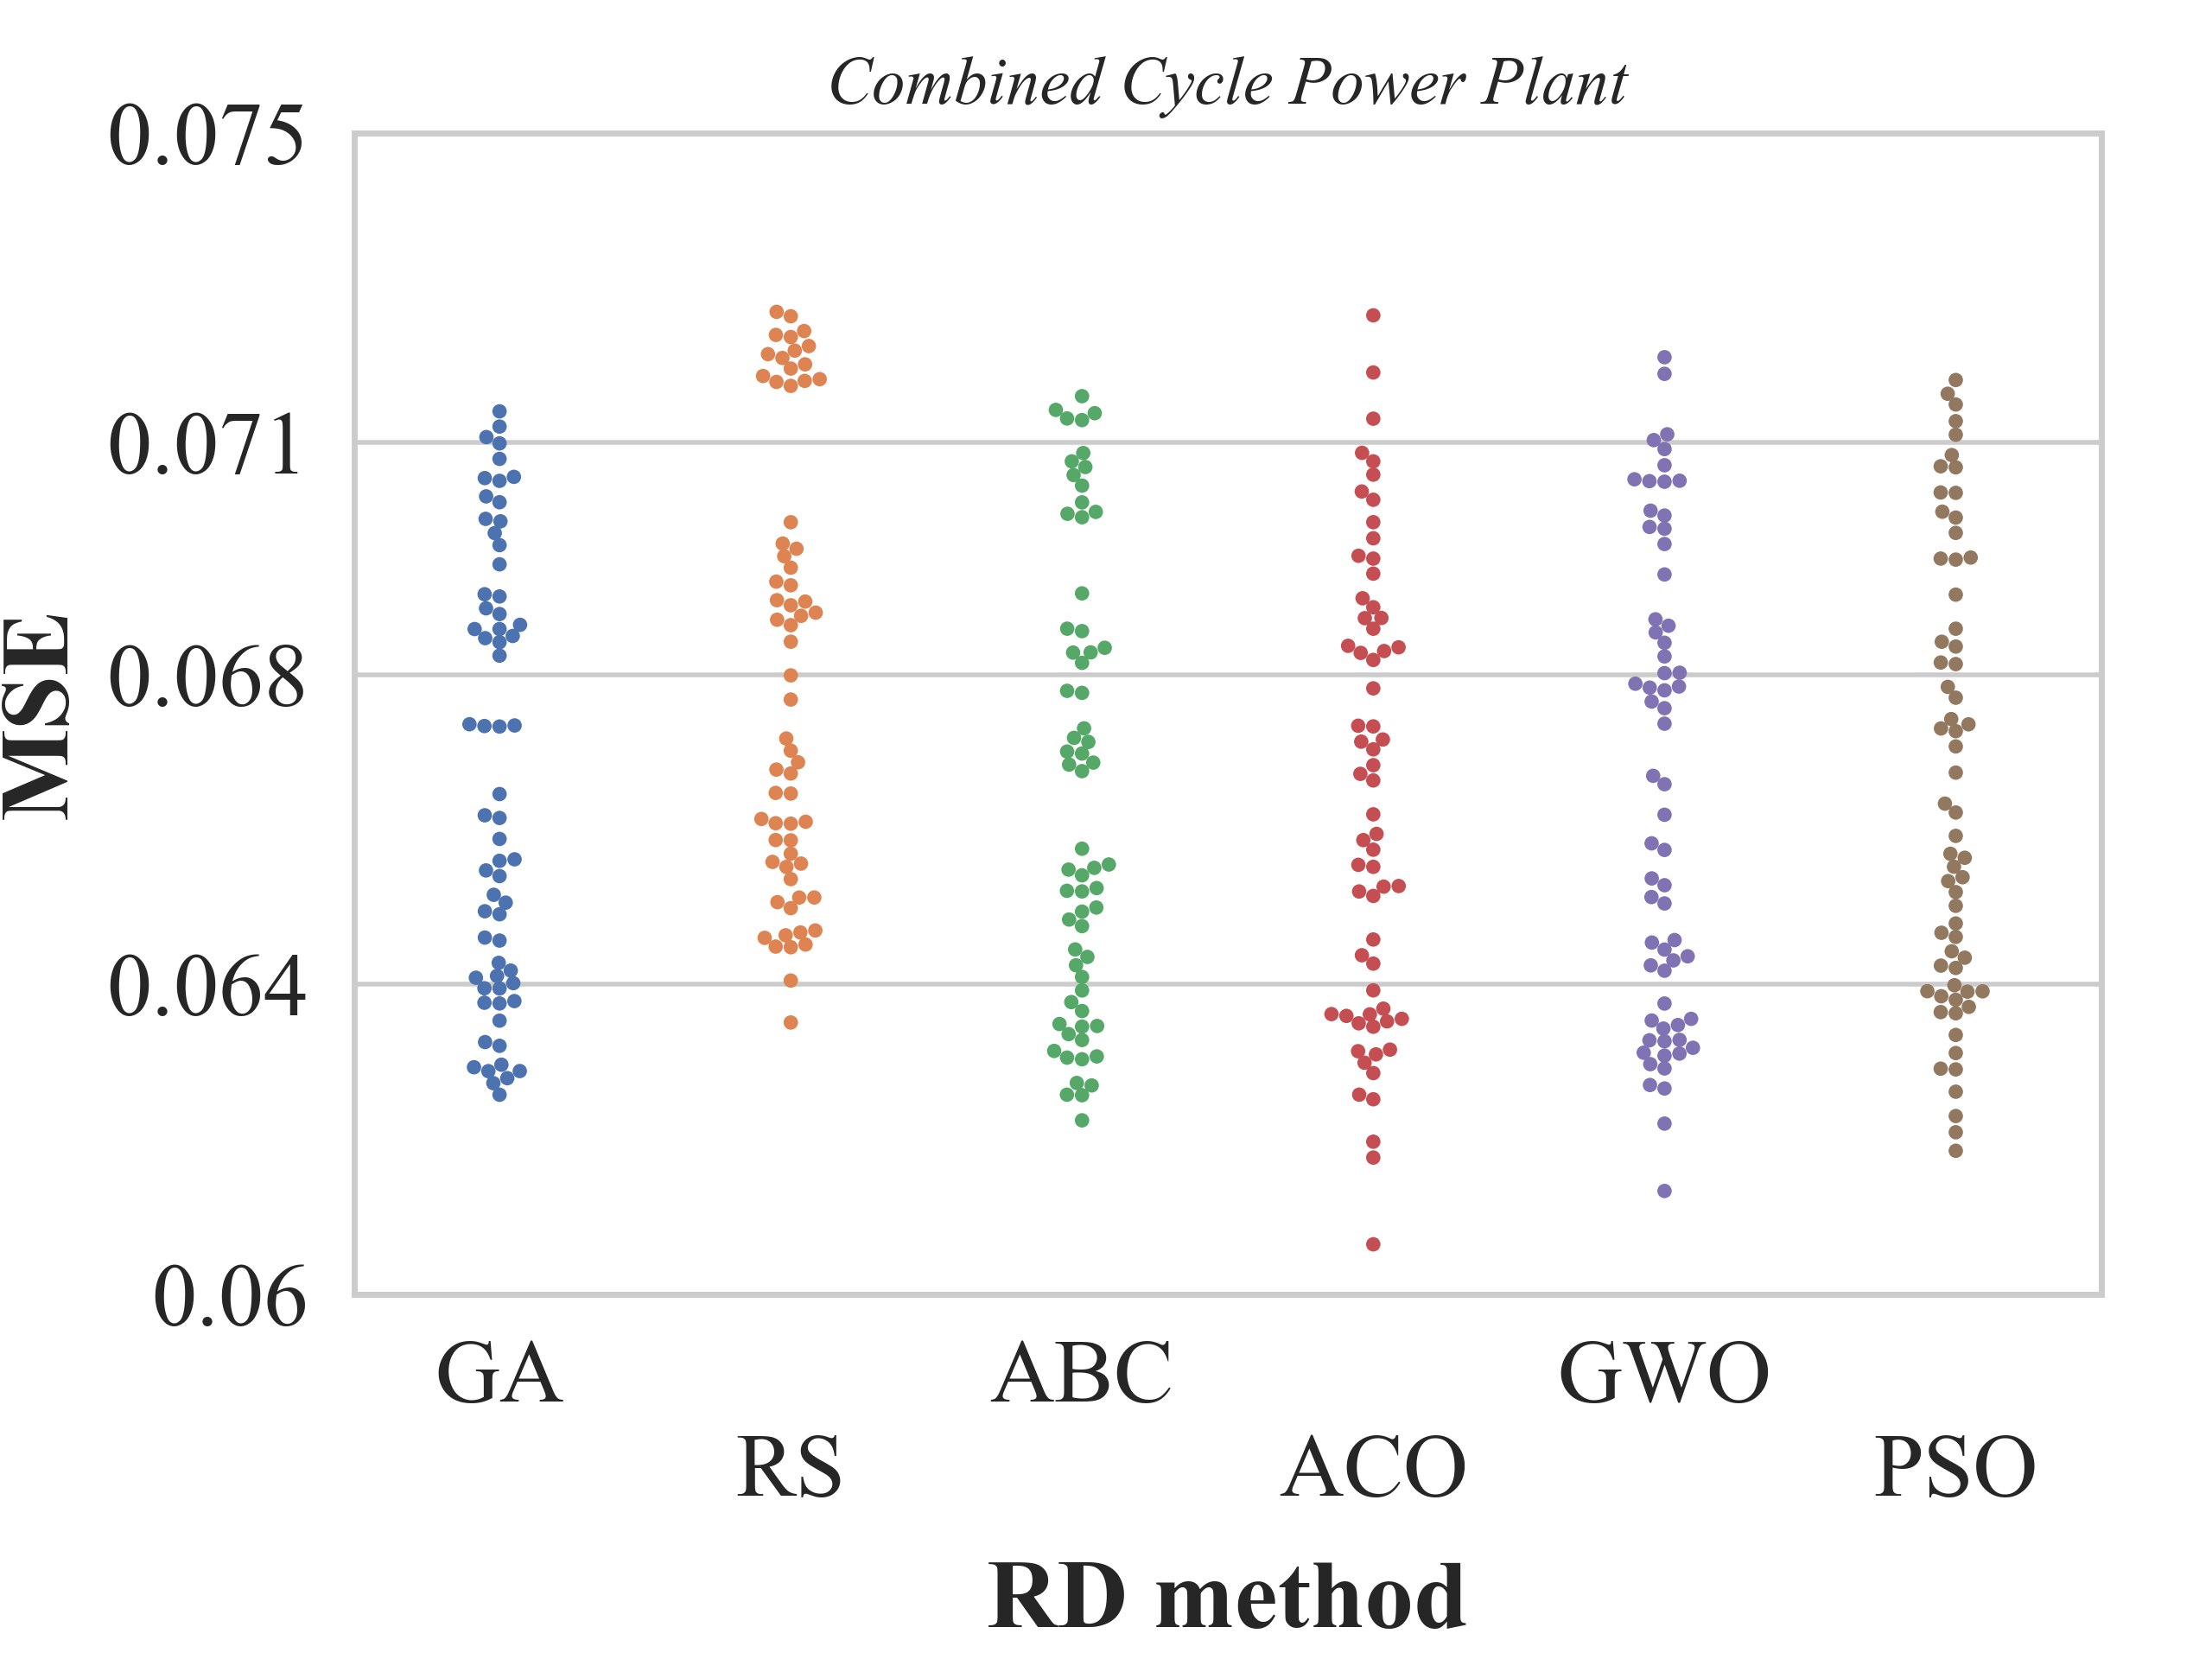 Combined Cycle Power Plant
0.075
0.071
0.068
0.064
0.06
MSE
GA
RS
ABC
ACO
GWO
PSO
RD method